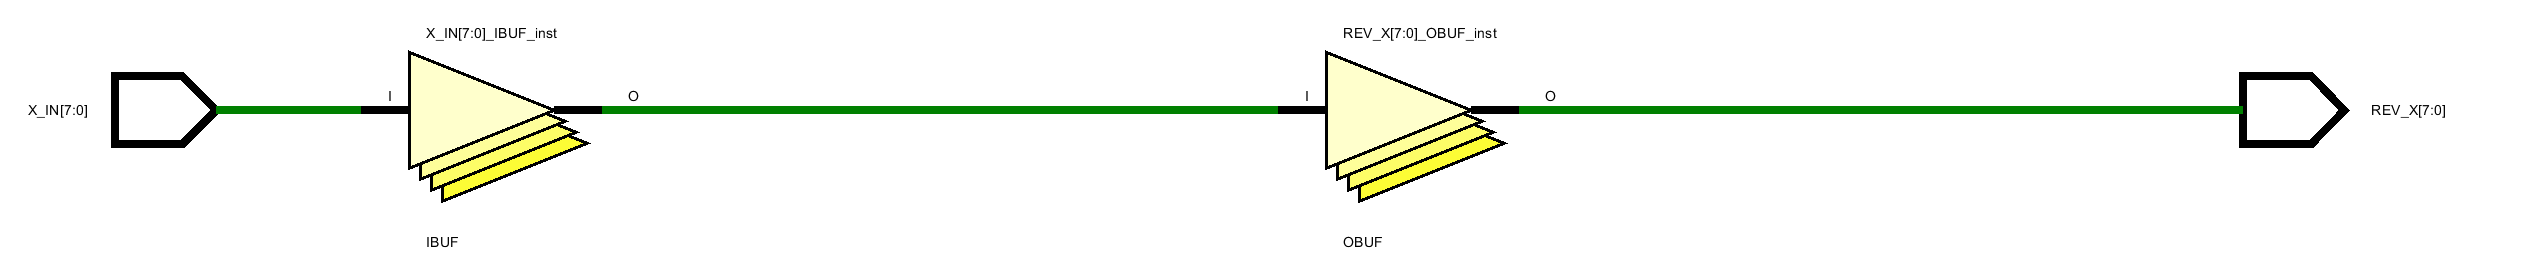 X_IN[7:0]_IBUF_inst
REV_X[7:0]_OBUF_inst
I
O
I
O
X_IN[7:0]
REV_X[7:0]
IBUF
OBUF